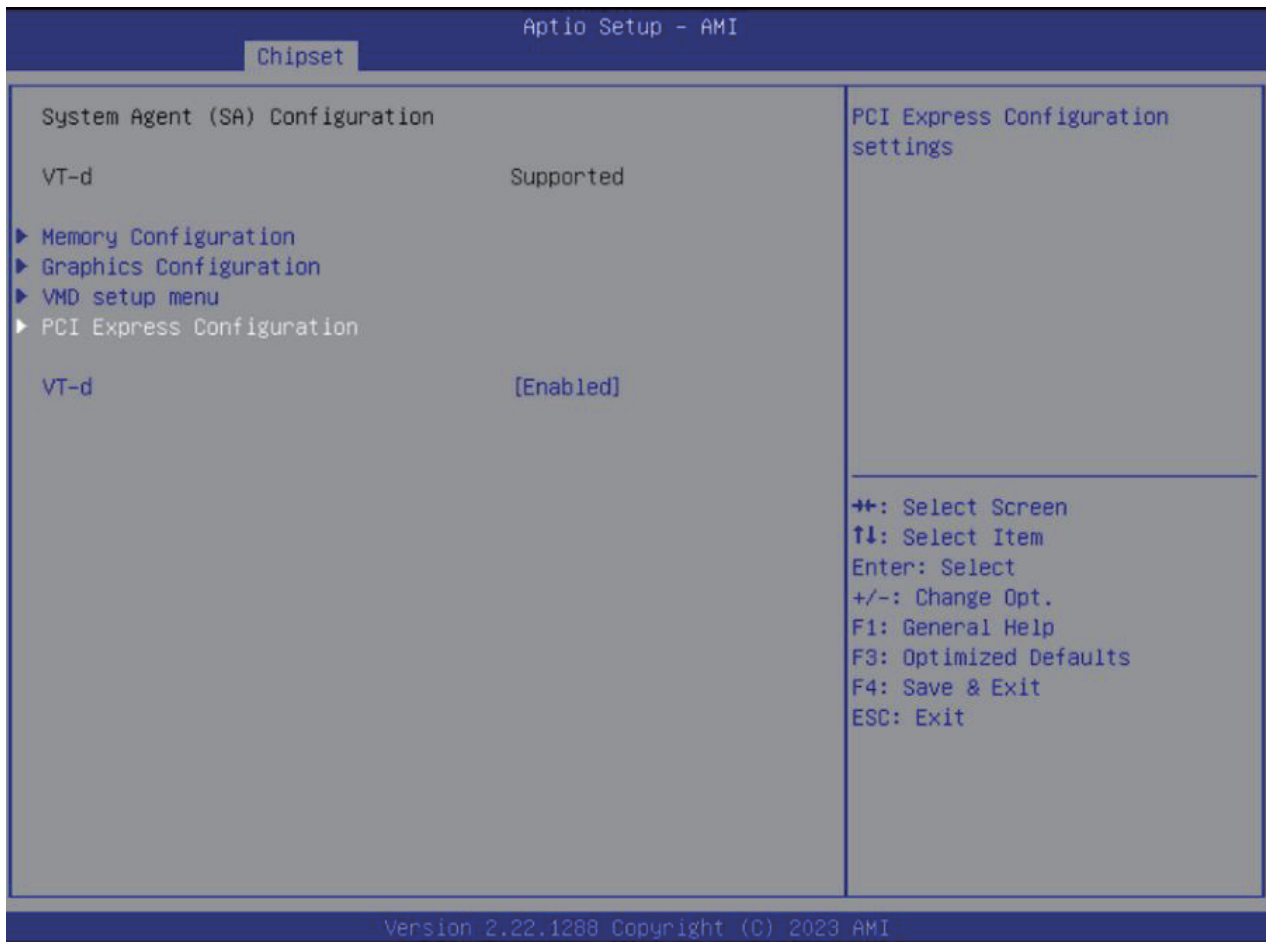 Aptio Setup – AMI
Chipset
System Agent (SA) Configuration
VT-d Supported
▶ Memory Configuration
▶ Graphics Configuration
▶ VMD setup menu
▶ PCI Express Configuration
VT-d [Enabled]
PCI Express Configuration
settings
→←: Select Screen
↑↓: Select Item
Enter: Select
+/-: Change Opt.
F1: General Help
F3: Optimized Defaults
F4: Save & Exit
ESC: Exit
Version 2.22.1288 Copyright (C) 2023 AMI